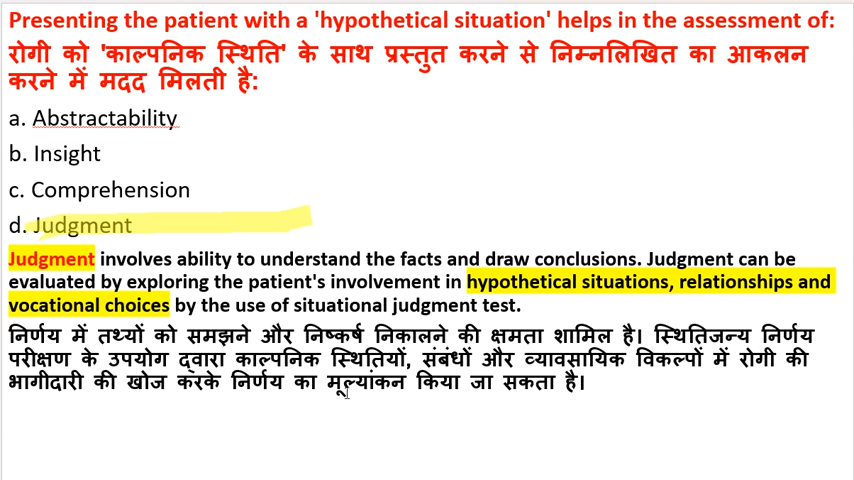 Presenting the patient with a 'hypothetical situation' helps in the assessment of:
रोगी को 'काल्पनिक स्थिति' के साथ प्रस्तुत करने से निम्नलिखित का आकलन
करने में मदद मिलती है:
a. Abstractability
b. Insight
c. Comprehension
d. Judgment
Judgment involves ability to understand the facts and draw conclusions. Judgment can be
evaluated by exploring the patient's involvement in hypothetical situations, relationships and
vocational choices by the use of situational judgment test.
निर्णय में तथ्यों को समझने और निष्कर्ष निकालने की क्षमता शामिल है। स्थितिजन्य निर्णय
परीक्षण के उपयोग द्वारा काल्पनिक स्थितियों, संबंधों और व्यावसायिक विकल्पों में रोगी की
भागीदारी की खोज करके निर्णय का मूल्यांकन किया जा सकता है।